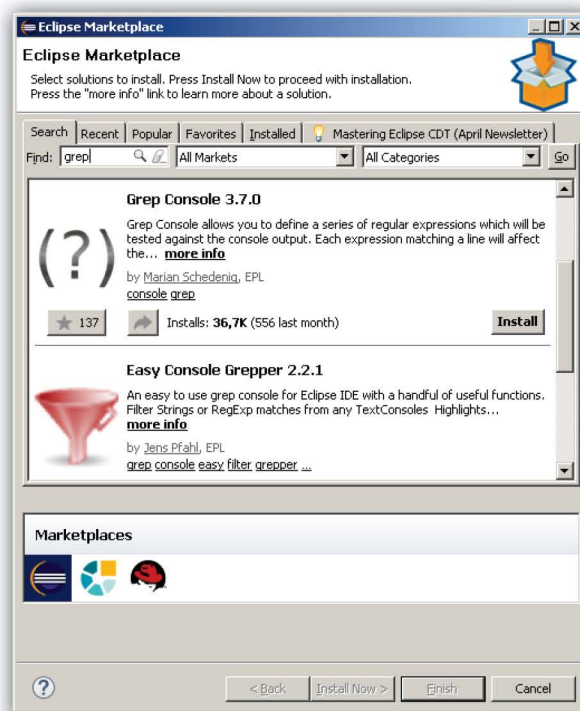 Eclipse Marketplace
Eclipse Marketplace
Select solutions to install. Press Install Now to proceed with installation.
Press the "more info" link to learn more about a solution.
Search Recent Popular Favorites Installed Mastering Eclipse CDT (April Newsletter)
Find: grep All Markets All Categories Go
Grep Console 3.7.0
Grep Console allows you to define a series of regular expressions which will be
tested against the console output. Each expression matching a line will affect
the... more info
by Marian Schedenig, EPL
console grep
137 Installs: 36,7K (556 last month) Install
(?)
Easy Console Grepper 2.2.1
An easy to use grep console for Eclipse IDE with a handful of useful functions.
Filter Strings or RegExp matches from any TextConsoles Highlights...
more info
by Jens Pfahl, EPL
grep console easy filter grepper ...
Marketplaces
? < Back Install Now > Finish Cancel